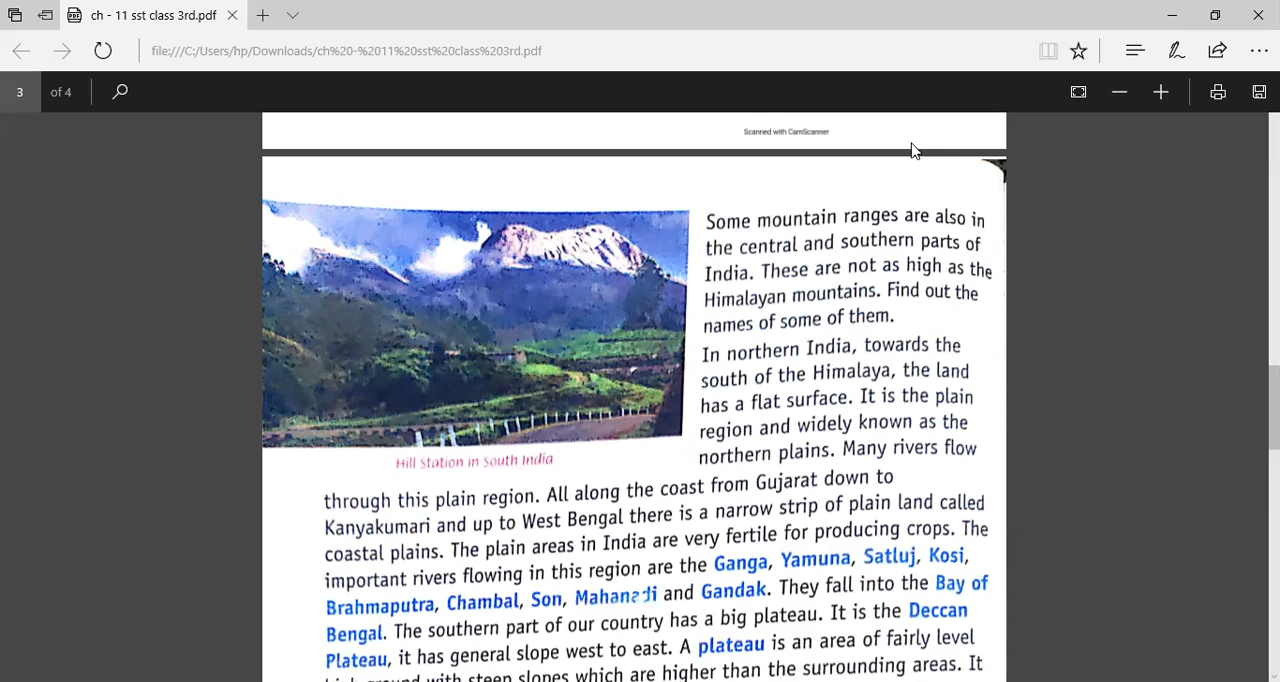 ch - 11 sst class 3rd.pdf
file:///C:/Users/hp/Downloads/ch%20-%2011%20sst%20class%203rd.pdf
3 of 4
Scanned with CamScanner
Some mountain ranges are also in
the central and southern parts of
India. These are not as high as the
Himalayan mountains. Find out the
names of some of them.
In northern India, towards the
south of the Himalaya, the land
has a flat surface. It is the plain
region and widely known as the
northern plains. Many rivers flow
Hill Station in South India
through this plain region. All along the coast from Gujarat down to
Kanyakumari and up to West Bengal there is a narrow strip of plain land called
coastal plains. The plain areas in India are very fertile for producing crops. The
important rivers flowing in this region are the Ganga, Yamuna, Satluj, Kosi,
Brahmaputra, Chambal, Son, Mahanadi and Gandak. They fall into the Bay of
Bengal. The southern part of our country has a big plateau. It is the Deccan
Plateau, it has general slope west to east. A plateau is an area of fairly level
high ground with steep slopes which are higher than the surrounding areas. It